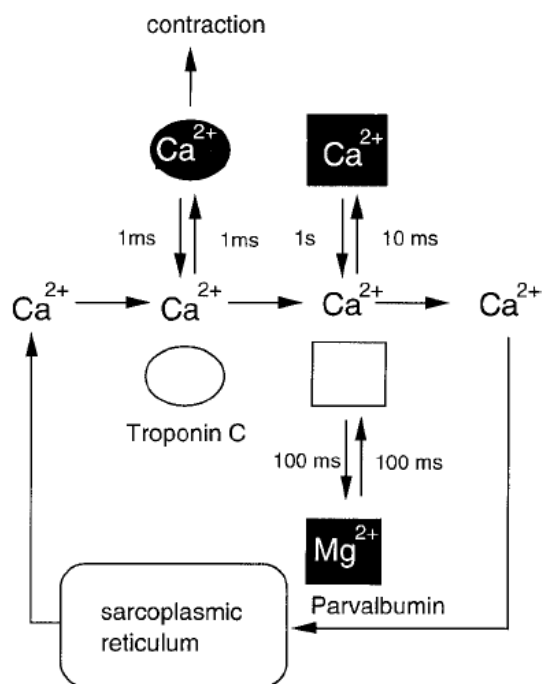 contraction
Ca2+ Ca2+
1ms 1ms 1s 10 ms
Ca2+ Ca2+ Ca2+ Ca2+
Troponin C
100 ms 100 ms
Mg2+
Parvalbumin
sarcoplasmic
reticulum